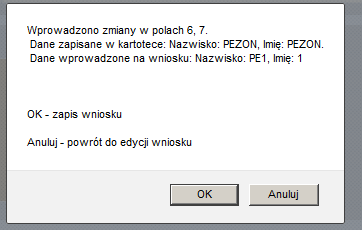 Wprowadzono zmiany w polach 6, 7.
Dane zapisane w kartotece: Nazwisko: PEZON, Imię: PEZON.
Dane wprowadzone na wniosku: Nazwisko: PE1, Imię: 1
OK - zapis wniosku
Anuluj - powrót do edycji wniosku
OK
Anuluj